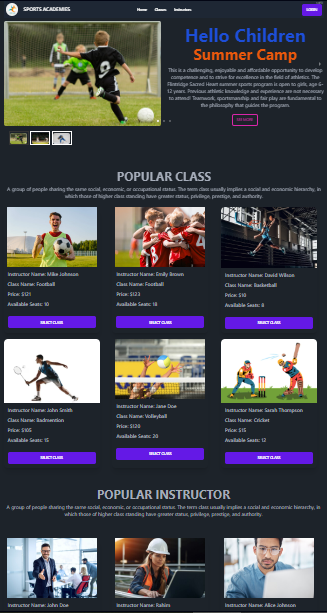 SPORTS ACADEMIES
Home Classes Instructors
LOGIN
Hello Children
Summer Camp
This is a challenging, enjoyable and affordable opportunity to develop
competence and to strive for excellence in the field of athletics. The
Flintridge Sacred Heart summer sports program is open to girls, age 6-
12 years. Previous athletic knowledge and experience are not necessary
to attend! Teamwork, sportsmanship and fair play are fundamental to
the philosophy that guides the program.
POPULAR CLASS
A group of people sharing the same social, economic, or occupational status. The term class usually implies a social and economic hierarchy, in
which those of higher class standing have greater status, privilege, prestige, and authority.
Instructor Name: Mike Johnson
Class Name: Football
Price: $121
Available Seats: 10
SELECT CLASS
Instructor Name: Emily Brown
Class Name: Football
Price: $123
Available Seats: 18
SELECT CLASS
Instructor Name: David Wilson
Class Name: Basketball
Price: $10
Available Seats: 8
SELECT CLASS
Instructor Name: John Smith
Class Name: Badmention
Price: $105
Available Seats: 15
SELECT CLASS
Instructor Name: Jane Doe
Class Name: Volleyball
Price: $120
Available Seats: 20
SELECT CLASS
Instructor Name: Sarah Thompson
Class Name: Cricket
Price: $15
Available Seats: 12
SELECT CLASS
POPULAR INSTRUCTOR
A group of people sharing the same social, economic, or occupational status. The term class usually implies a social and economic hierarchy, in
which those of higher class standing have greater status, privilege, prestige, and authority.
Instructor Name: John Doe
Instructor Name: Rahim
Instructor Name: Alice Johnson